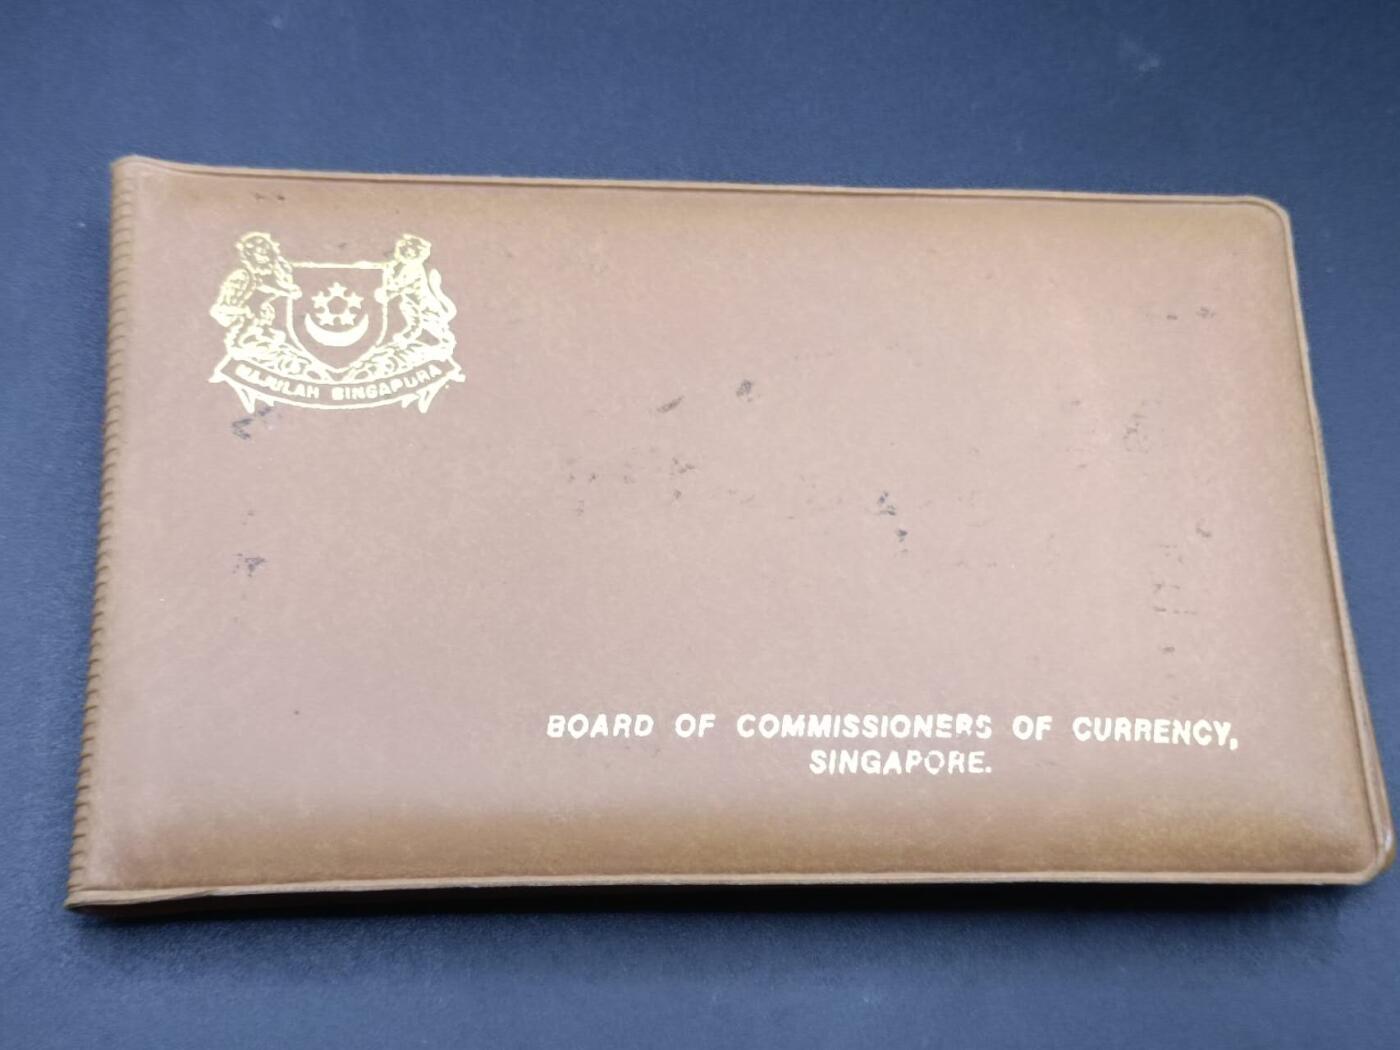 MAJULAH SINGAPURA
BOARD OF COMMISSIONERS OF CURRENCY,
SINGAPORE.